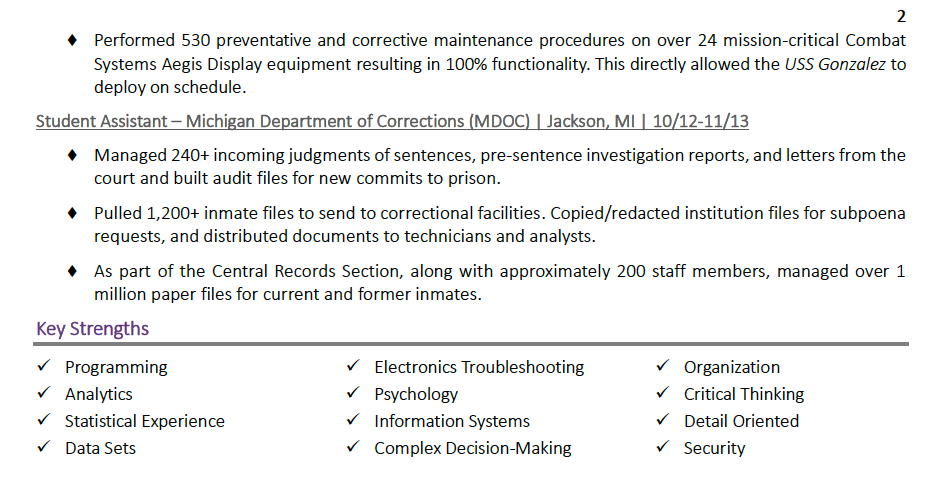 2
♦ Performed 530 preventative and corrective maintenance procedures on over 24 mission-critical Combat
Systems Aegis Display equipment resulting in 100% functionality. This directly allowed the USS Gonzalez to
deploy on schedule.
Student Assistant – Michigan Department of Corrections (MDOC) | Jackson, MI | 10/12-11/13
♦ Managed 240+ incoming judgments of sentences, pre-sentence investigation reports, and letters from the
court and built audit files for new commits to prison.
♦ Pulled 1,200+ inmate files to send to correctional facilities. Copied/redacted institution files for subpoena
requests, and distributed documents to technicians and analysts.
♦ As part of the Central Records Section, along with approximately 200 staff members, managed over 1
million paper files for current and former inmates.
Key Strengths
✓ Programming ✓ Electronics Troubleshooting ✓ Organization
✓ Analytics ✓ Psychology ✓ Critical Thinking
✓ Statistical Experience ✓ Information Systems ✓ Detail Oriented
✓ Data Sets ✓ Complex Decision-Making ✓ Security